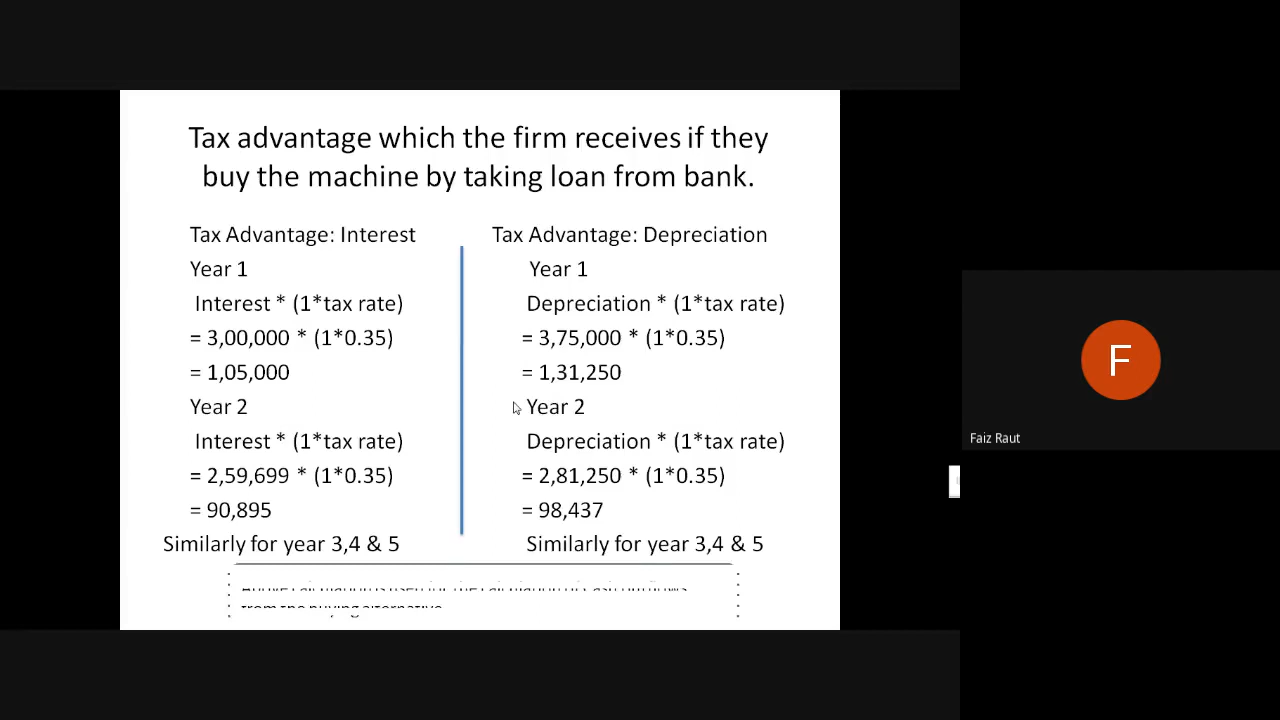 Tax advantage which the firm receives if they
buy the machine by taking loan from bank.
Tax Advantage: Interest
Year 1
Interest * (1*tax rate)
= 3,00,000 * (1*0.35)
= 1,05,000
Year 2
Interest * (1*tax rate)
= 2,59,699 * (1*0.35)
= 90,895
Similarly for year 3,4 & 5
Tax Advantage: Depreciation
Year 1
Depreciation * (1*tax rate)
= 3,75,000 * (1*0.35)
= 1,31,250
Year 2
Depreciation * (1*tax rate)
= 2,81,250 * (1*0.35)
= 98,437
Similarly for year 3,4 & 5
from the buying alternative
F
Faiz Raut